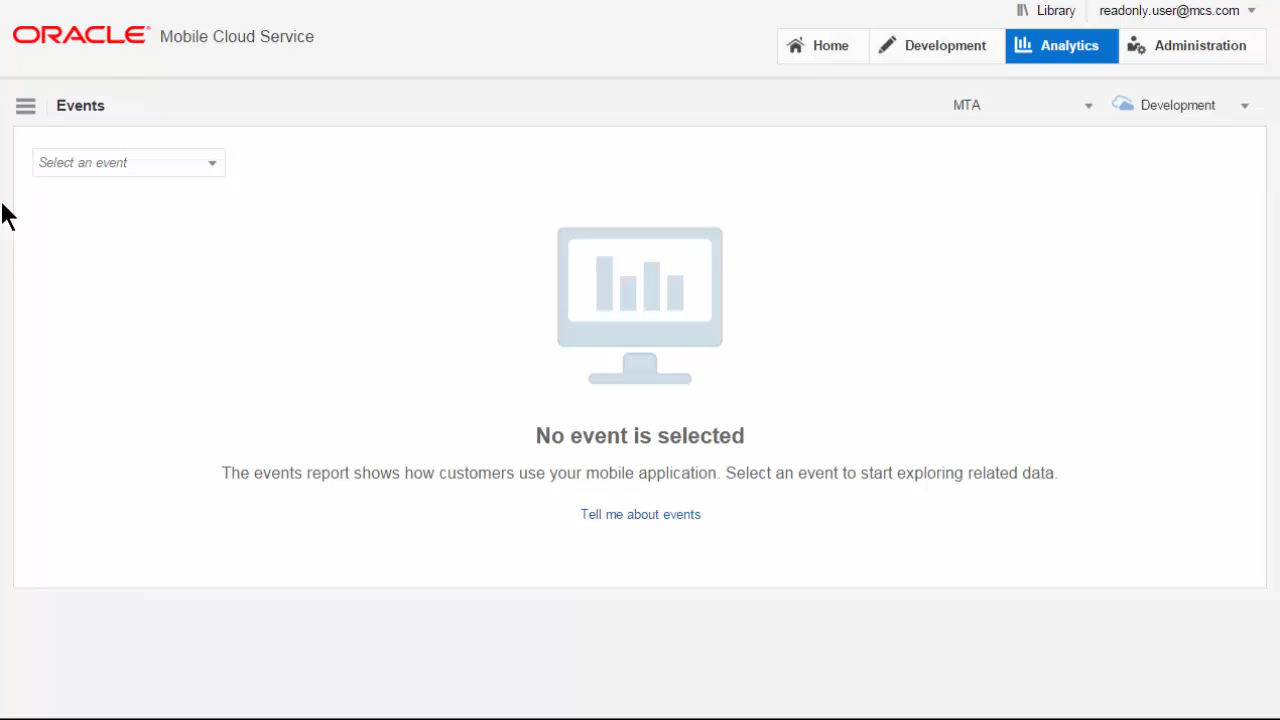 Library readonly.user@mcs.com
ORACLE Mobile Cloud Service
Home Development Analytics Administration
Events MTA Development
Select an event
No event is selected
The events report shows how customers use your mobile application. Select an event to start exploring related data.
Tell me about events